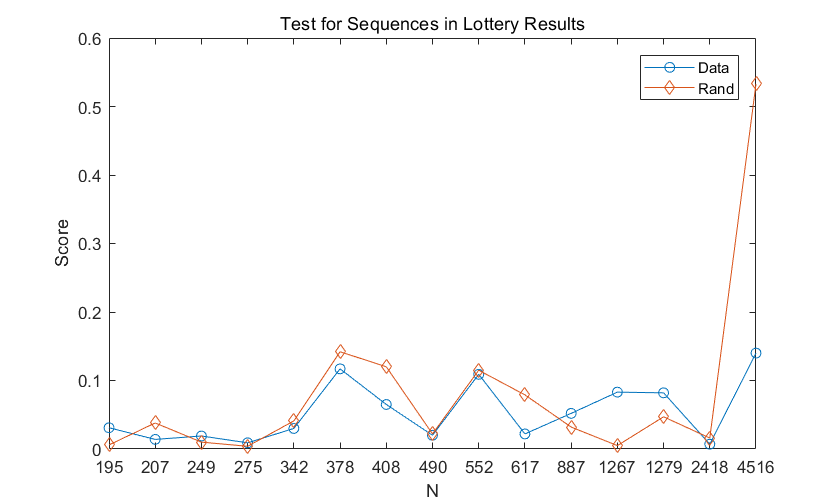 Test for Sequences in Lottery Results
0.6
Data
Rand
0.5
0.4
0.3
0.2
0.1
0
Score
195 207 249 275 342 378 408 490 552 617 887 1267 1279 2418 4516
N